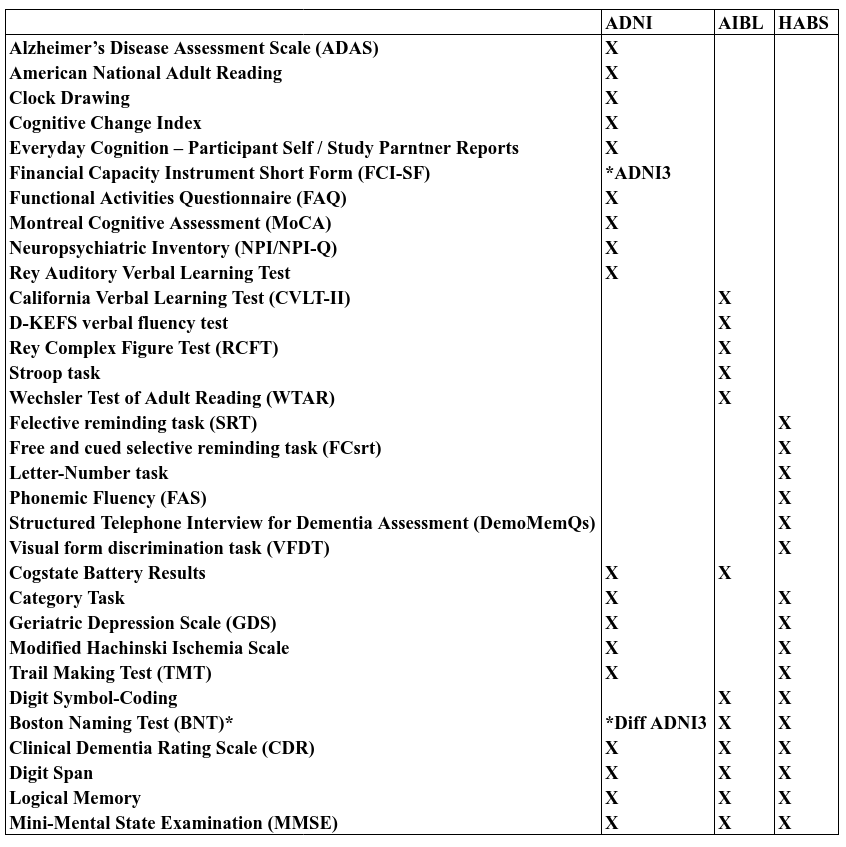 ADNI AIBL HABS
Alzheimer’s Disease Assessment Scale (ADAS) X
American National Adult Reading X
Clock Drawing X
Cognitive Change Index X
Everyday Cognition – Participant Self / Study Parntner Reports X
Financial Capacity Instrument Short Form (FCI-SF) *ADNI3
Functional Activities Questionnaire (FAQ) X
Montreal Cognitive Assessment (MoCA) X
Neuropsychiatric Inventory (NPI/NPI-Q) X
Rey Auditory Verbal Learning Test X
California Verbal Learning Test (CVLT-II) X
D-KEFS verbal fluency test X
Rey Complex Figure Test (RCFT) X
Stroop task X
Wechsler Test of Adult Reading (WTAR) X
Felective reminding task (SRT) X
Free and cued selective reminding task (FCsrt) X
Letter-Number task X
Phonemic Fluency (FAS) X
Structured Telephone Interview for Dementia Assessment (DemoMemQs) X
Visual form discrimination task (VFDT) X
Cogstate Battery Results X X
Category Task X X
Geriatric Depression Scale (GDS) X X
Modified Hachinski Ischemia Scale X X
Trail Making Test (TMT) X X
Digit Symbol-Coding X X
Boston Naming Test (BNT)* *Diff ADNI3 X X
Clinical Dementia Rating Scale (CDR) X X X
Digit Span X X X
Logical Memory X X X
Mini-Mental State Examination (MMSE) X X X